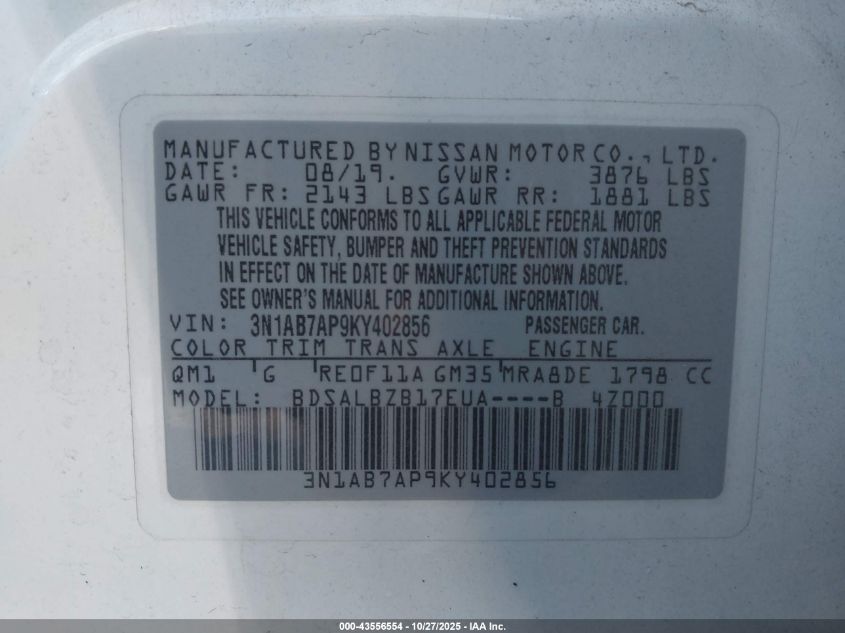 MANUFACTURED BY NISSAN MOTOR CO., LTD.
DATE: 08/19. GVWR: 3876 LBS
GAWR FR: 2143 LBS GAWR RR: 1881 LBS
THIS VEHICLE CONFORMS TO ALL APPLICABLE FEDERAL MOTOR
VEHICLE SAFETY, BUMPER AND THEFT PREVENTION STANDARDS
IN EFFECT ON THE DATE OF MANUFACTURE SHOWN ABOVE.
SEE OWNER'S MANUAL FOR ADDITIONAL INFORMATION.
VIN: 3N1AB7AP9KY402856 PASSENGER CAR.
COLOR TRIM TRANS AXLE ENGINE
QM1 G RE0F11A GM35 MRA8DE 1798 CC
MODEL: BDSALBZB17EUA----B 4Z000
3N1AB7AP9KY402856
000-43556554 - 10/27/2025 - IAA Inc.